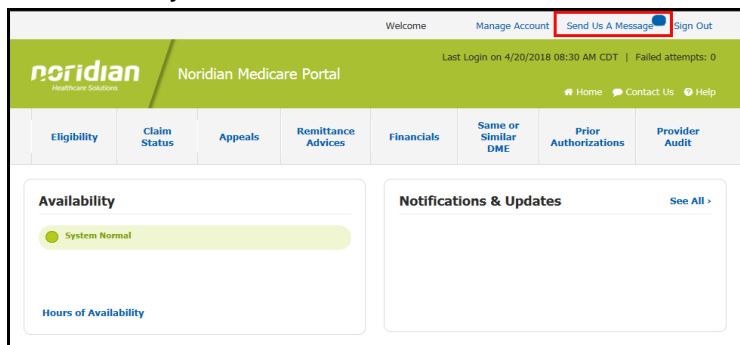 Welcome Manage Account Send Us A Message Sign Out
Last Login on 4/20/2018 08:30 AM CDT | Failed attempts: 0
noridian
Healthcare Solutions
Noridian Medicare Portal
Home Contact Us Help
Eligibility
Claim Status
Appeals
Remittance Advices
Financials
Same or Similar DME
Prior Authorizations
Provider Audit
Availability
System Normal
Hours of Availability
Notifications & Updates
See All ›